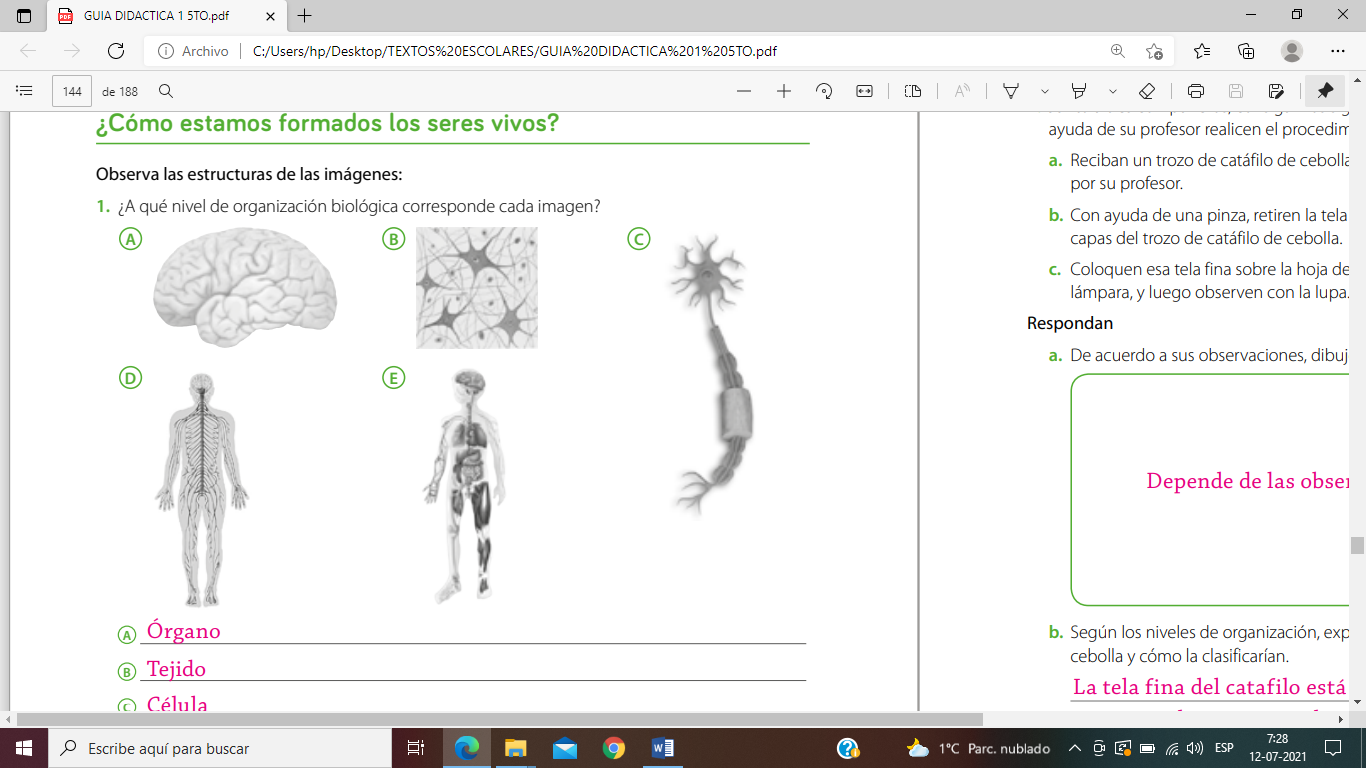 GUIA DIDACTICA 1 5TO.pdf
Archivo
C:/Users/hp/Desktop/TEXTOS%20ESCOLARES/GUIA%20DIDACTICA%201%205TO.pdf
144
de 188
¿Cómo estamos formados los seres vivos?
Observa las estructuras de las imágenes:
1. ¿A qué nivel de organización biológica corresponde cada imagen?
A
B
C
D
E
A Órgano
B Tejido
C Célula
ayuda de su profesor realicen el procedim
a. Reciban un trozo de catáfilo de cebolla
por su profesor.
b. Con ayuda de una pinza, retiren la tela
capas del trozo de catáfilo de cebolla.
c. Coloquen esa tela fina sobre la hoja de
lámpara, y luego observen con la lupa.
Respondan
a. De acuerdo a sus observaciones, dibuj
Depende de las obser
b. Según los niveles de organización, exp
cebolla y cómo la clasificarían.
La tela fina del catafilo está
Escribe aquí para buscar
1°C Parc. nublado
ESP
7:28
12-07-2021